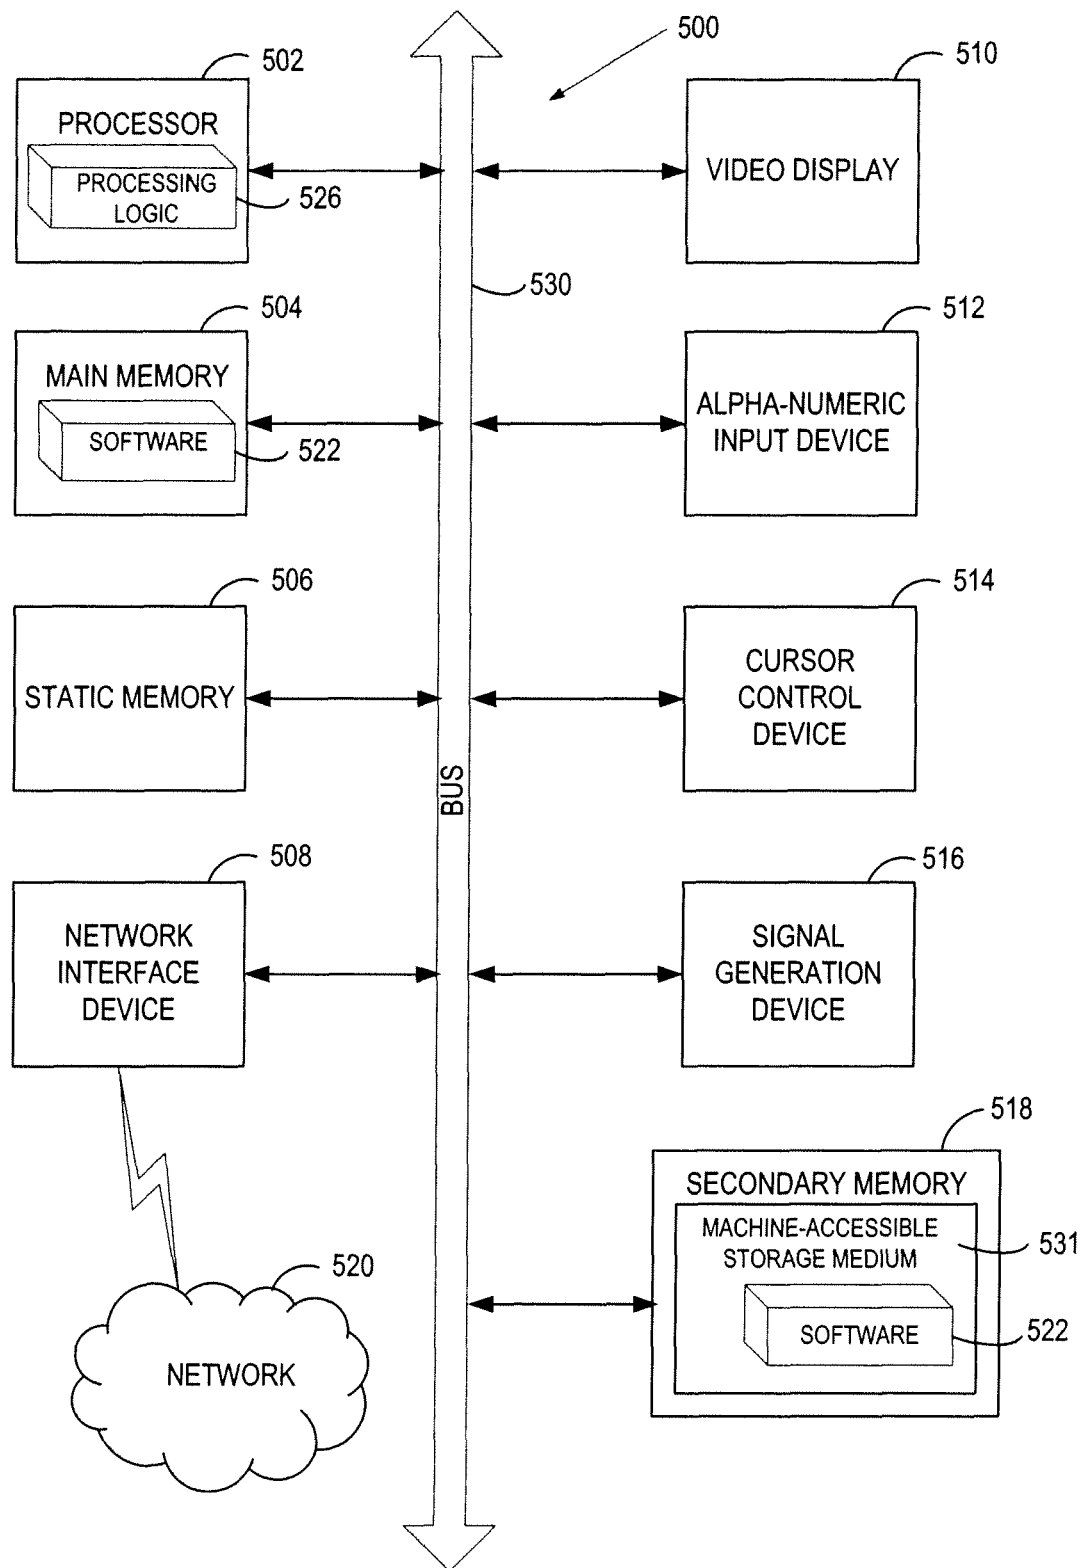 500
502
PROCESSOR
PROCESSING
LOGIC
526
510
VIDEO DISPLAY
530
504
MAIN MEMORY
SOFTWARE
522
512
ALPHA-NUMERIC
INPUT DEVICE
506
STATIC MEMORY
514
CURSOR
CONTROL
DEVICE
BUS
508
NETWORK
INTERFACE
DEVICE
516
SIGNAL
GENERATION
DEVICE
518
SECONDARY MEMORY
MACHINE-ACCESSIBLE
STORAGE MEDIUM
531
SOFTWARE
522
520
NETWORK